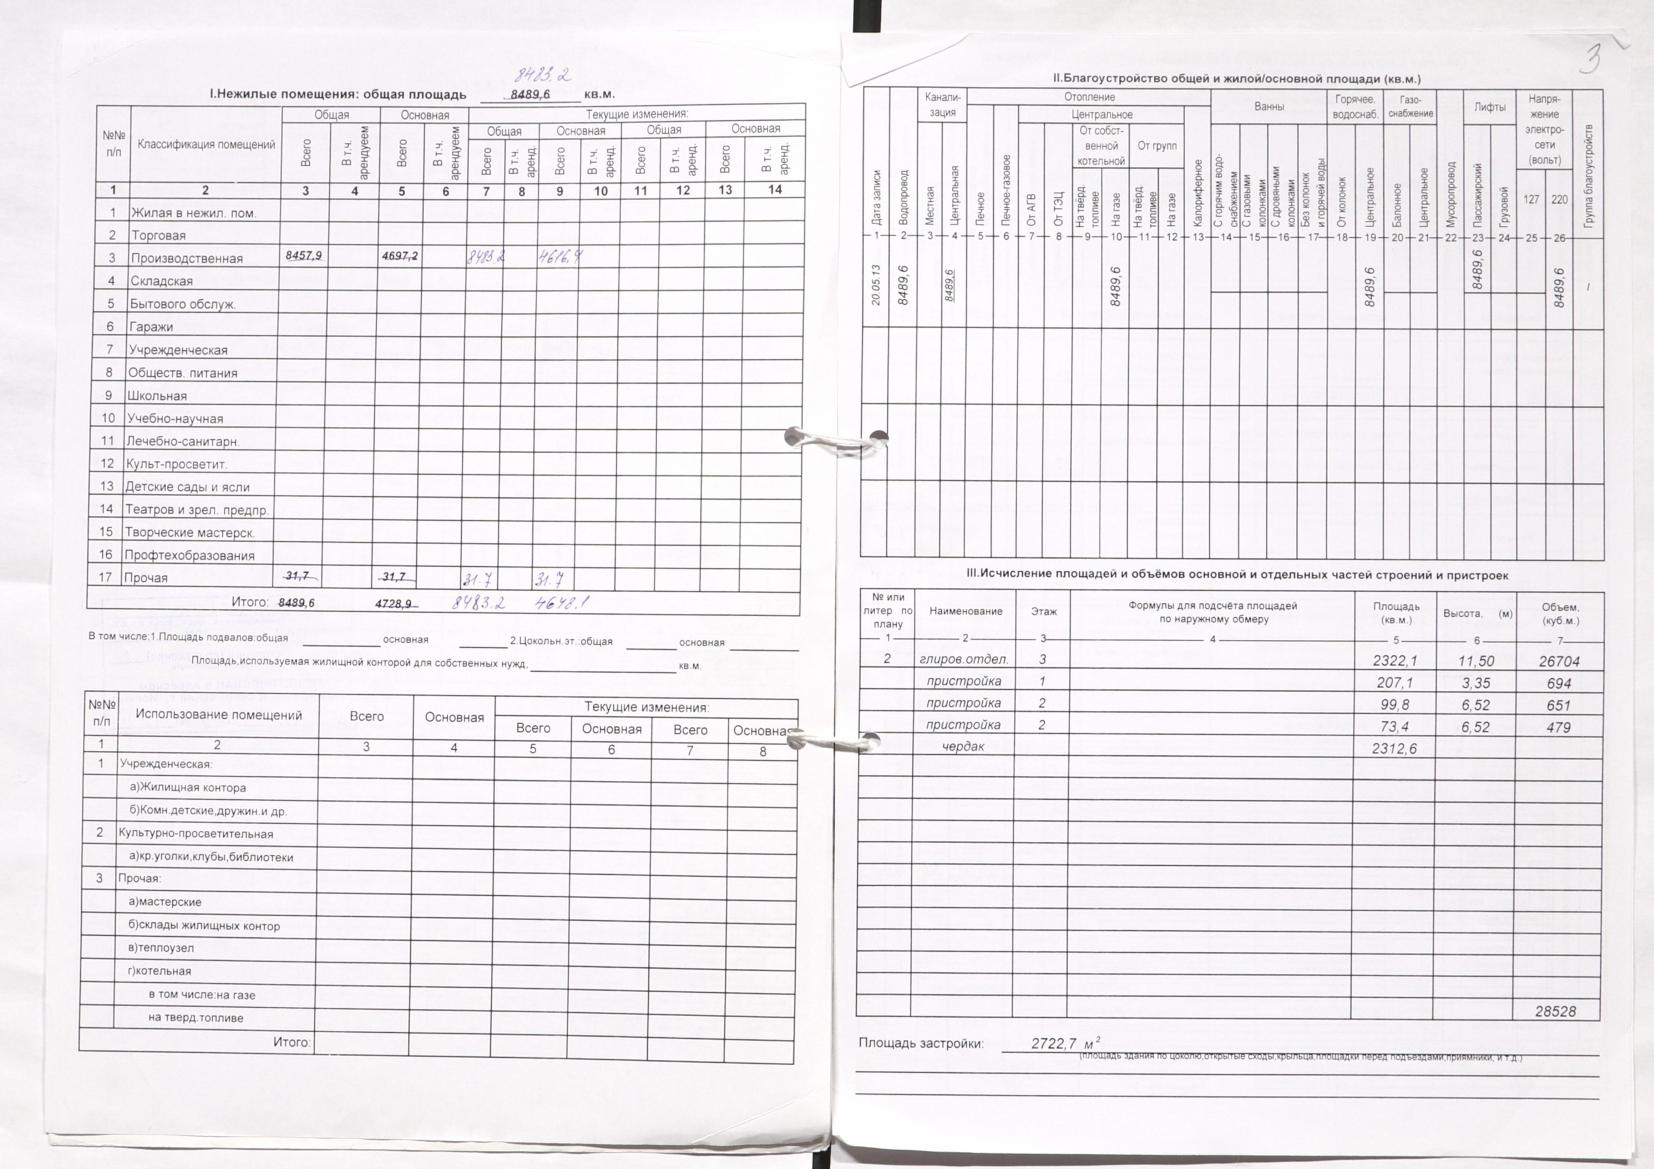 8483.2
I.Нежилые помещения: общая площадь 8489,6 кв.м.
№№ п/п
Классификация помещений
Общая
Основная
Текущие изменения:
Общая
Основная
Общая
Основная
Всего
В т.ч. арендуем
Всего
В т.ч. арендуем
Всего
В т.ч. аренд.
Всего
В т.ч. аренд.
Всего
В т.ч. аренд.
Всего
В т.ч. аренд.
1 2 3 4 5 6 7 8 9 10 11 12 13 14
1 Жилая в нежил. пом.
2 Торговая
3 Производственная 8457,9 4697,2 8483.2
4 Складская
5 Бытового обслуж.
6 Гаражи
7 Учрежденческая
8 Обществ. питания
9 Школьная
10 Учебно-научная
11 Лечебно-санитарн.
12 Культ-просветит.
13 Детские сады и ясли
14 Театров и зрел. предпр.
15 Творческие мастерск.
16 Профтехобразования
17 Прочая 31,7 31,7 31.7 31.7
Итого: 8489,6 4728,9 8483.2 4648.1
В том числе:1.Площадь подвалов:общая основная 2.Цокольн.эт.:общая основная
Площадь,используемая жилищной конторой для собственных нужд, кв.м.
№№ п/п
Использование помещений
Всего
Основная
Текущие изменения:
Всего
Основная
Всего
Основная
1 2 3 4 5 6 7 8
1 Учрежденческая:
а)Жилищная контора
б)Комн.детские,дружин.и др.
2 Культурно-просветительная
а)кр.уголки,клубы,библиотеки
3 Прочая:
а)мастерские
б)склады жилищных контор
в)теплоузел
г)котельная
в том числе:на газе
на тверд.топливе
Итого:
3
II.Благоустройство общей и жилой/основной площади (кв.м.)
Дата записи
Водопровод
Канали-
зация
Местная
Центральная
Отопление
Печное
Печное-газовое
Центральное
От АГВ
От ТЭЦ
От собст-
венной
котельной
На твёрд. топливе
На газе
От групп
На твёрд. топливе
На газе
Калориферное
Ванны
С горячим водо-
снабжением
С газовыми колонками
С дровяными колонками
Без колонок и горячей воды
Горячее.
водоснаб.
От колонок
Центральное
Газо-
снабжение
Балонное
Центральное
Мусоропровод
Лифты
Пассажирский
Грузовой
Напря-
жение
электро-
сети
(вольт)
127 220
Группа благоустройств
1 2 3 4 5 6 7 8 9 10 11 12 13 14 15 16 17 18 19 20 21 22 23 24 25 26
20.05.13 8489,6 8489,6 8489,6 8489,6 8489,6 8489,6
III.Исчисление площадей и объёмов основной и отдельных частей строений и пристроек
№ или литер по плану
Наименование
Этаж
Формулы для подсчёта площадей
по наружному обмеру
Площадь (кв.м.)
Высота, (м)
Объем, (куб.м.)
1 2 3 4 5 6 7
2 глиров.отдел. 3 2322,1 11,50 26704
пристройка 1 207,1 3,35 694
пристройка 2 99,8 6,52 651
пристройка 2 73,4 6,52 479
чердак 2312,6
28528
Площадь застройки: 2722,7 м²
(площадь здания по цоколю,открытые сходы,крыльца,площадки перед подъездами,приямники, и т.д.)